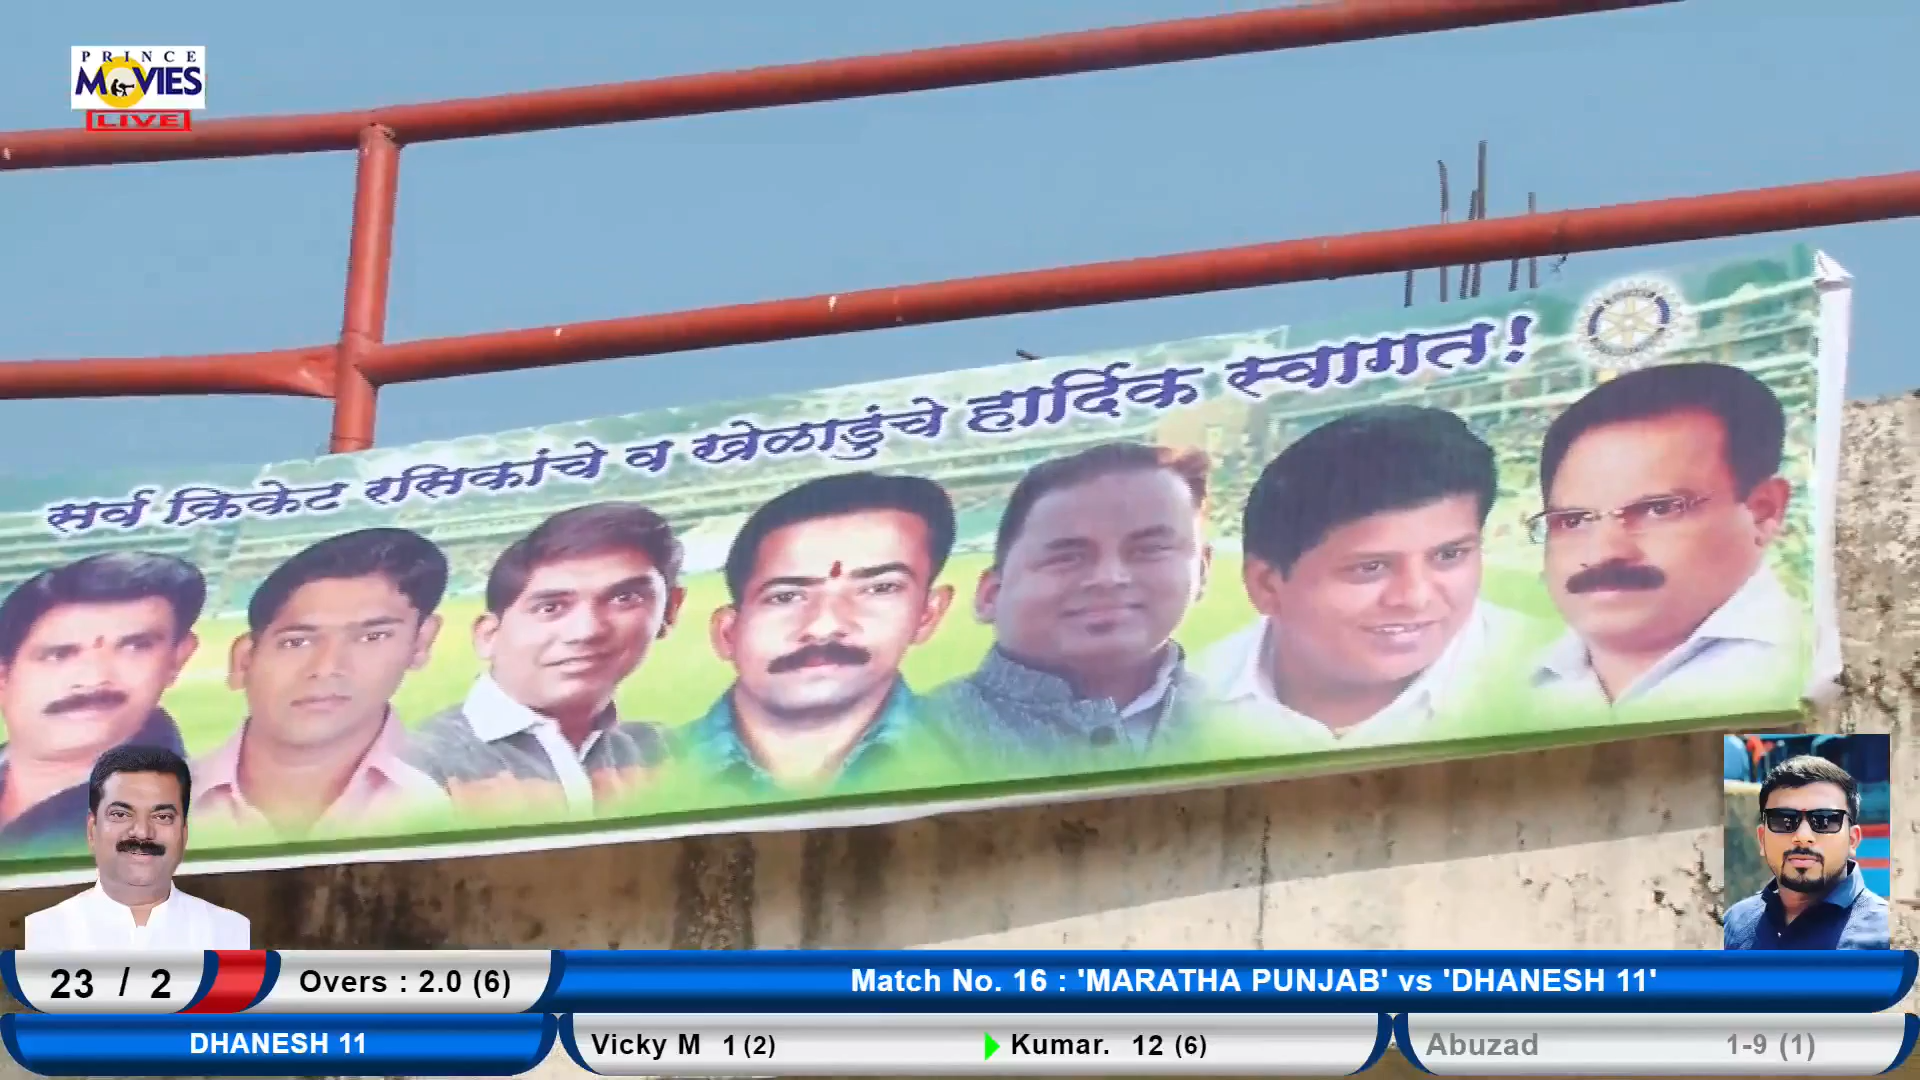 PRINCE
MOVIES
LIVE
सर्व क्रिकेट रसिकांचे व खेळाडुंचे हार्दिक स्वागत!
23 / 2
Overs : 2.0 (6)
Match No. 16 : 'MARATHA PUNJAB' vs 'DHANESH 11'
DHANESH 11
Vicky M 1 (2)
Kumar. 12 (6)
Abuzad 1-9 (1)